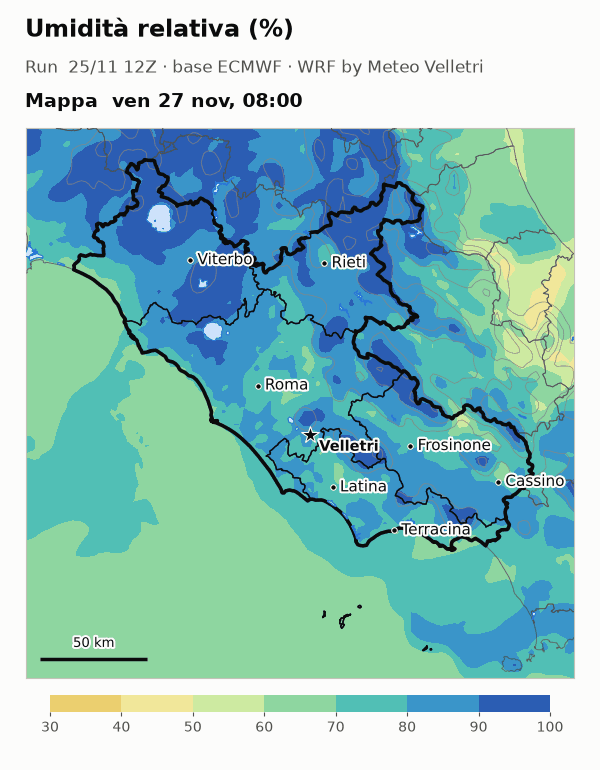 Umidità relativa (%)
Run  25/11 12Z · base ECMWF · WRF by Meteo Velletri
Mappa  ven 27 nov, 08:00
Viterbo
Rieti
Roma
Velletri
Frosinone
Cassino
Latina
Terracina
50 km
30 40 50 60 70 80 90 100